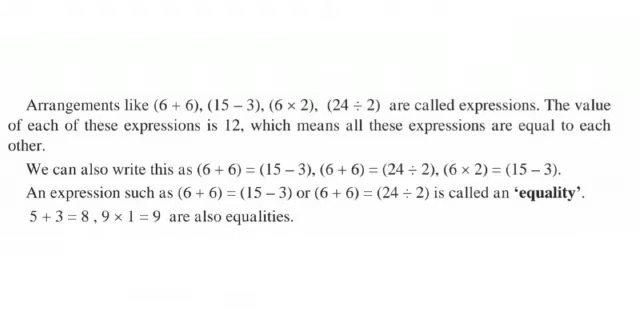 Arrangements like (6 + 6), (15 – 3), (6 × 2), (24 ÷ 2) are called expressions. The value
of each of these expressions is 12, which means all these expressions are equal to each
other.
We can also write this as (6 + 6) = (15 – 3), (6 + 6) = (24 ÷ 2), (6 × 2) = (15 – 3).
An expression such as (6 + 6) = (15 – 3) or (6 + 6) = (24 ÷ 2) is called an ‘equality’.
5 + 3 = 8 , 9 × 1 = 9 are also equalities.